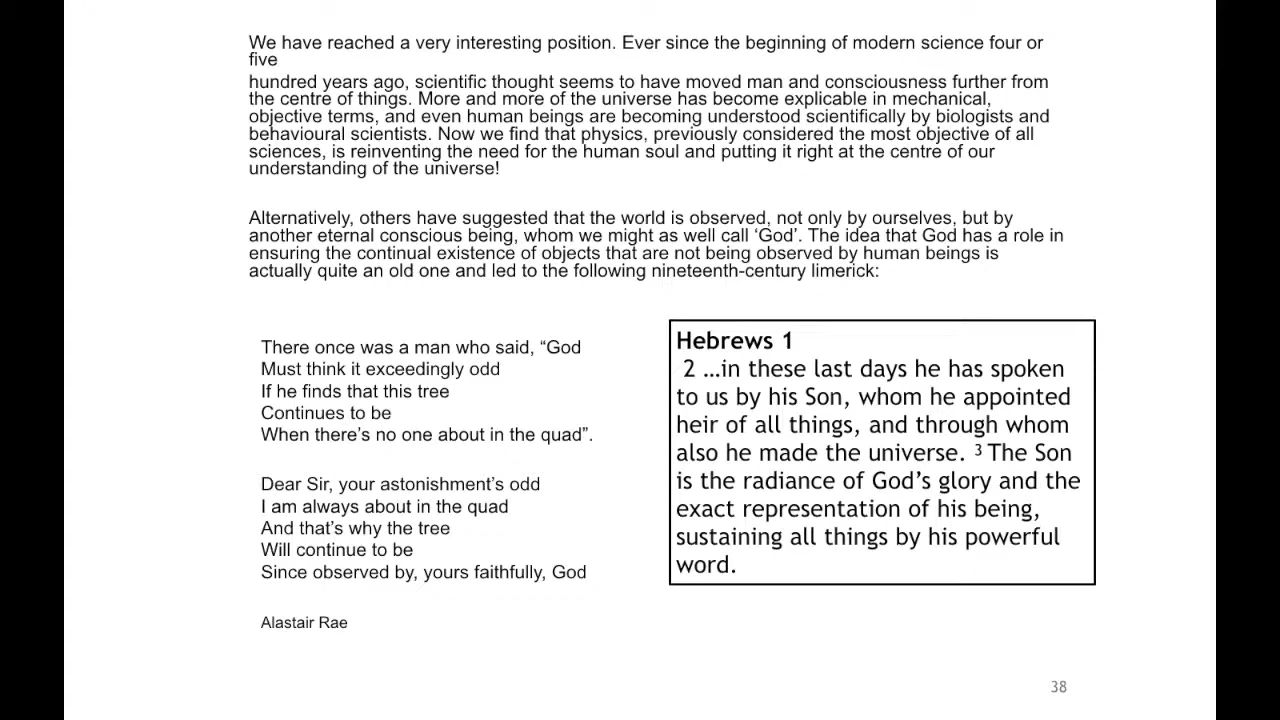 We have reached a very interesting position. Ever since the beginning of modern science four or
five
hundred years ago, scientific thought seems to have moved man and consciousness further from
the centre of things. More and more of the universe has become explicable in mechanical,
objective terms, and even human beings are becoming understood scientifically by biologists and
behavioural scientists. Now we find that physics, previously considered the most objective of all
sciences, is reinventing the need for the human soul and putting it right at the centre of our
understanding of the universe!
Alternatively, others have suggested that the world is observed, not only by ourselves, but by
another eternal conscious being, whom we might as well call ‘God’. The idea that God has a role in
ensuring the continual existence of objects that are not being observed by human beings is
actually quite an old one and led to the following nineteenth-century limerick:
There once was a man who said, “God
Must think it exceedingly odd
If he finds that this tree
Continues to be
When there’s no one about in the quad”.
Dear Sir, your astonishment’s odd
I am always about in the quad
And that’s why the tree
Will continue to be
Since observed by, yours faithfully, God
Alastair Rae
Hebrews 1
2 …in these last days he has spoken
to us by his Son, whom he appointed
heir of all things, and through whom
also he made the universe. ³ The Son
is the radiance of God’s glory and the
exact representation of his being,
sustaining all things by his powerful
word.
38